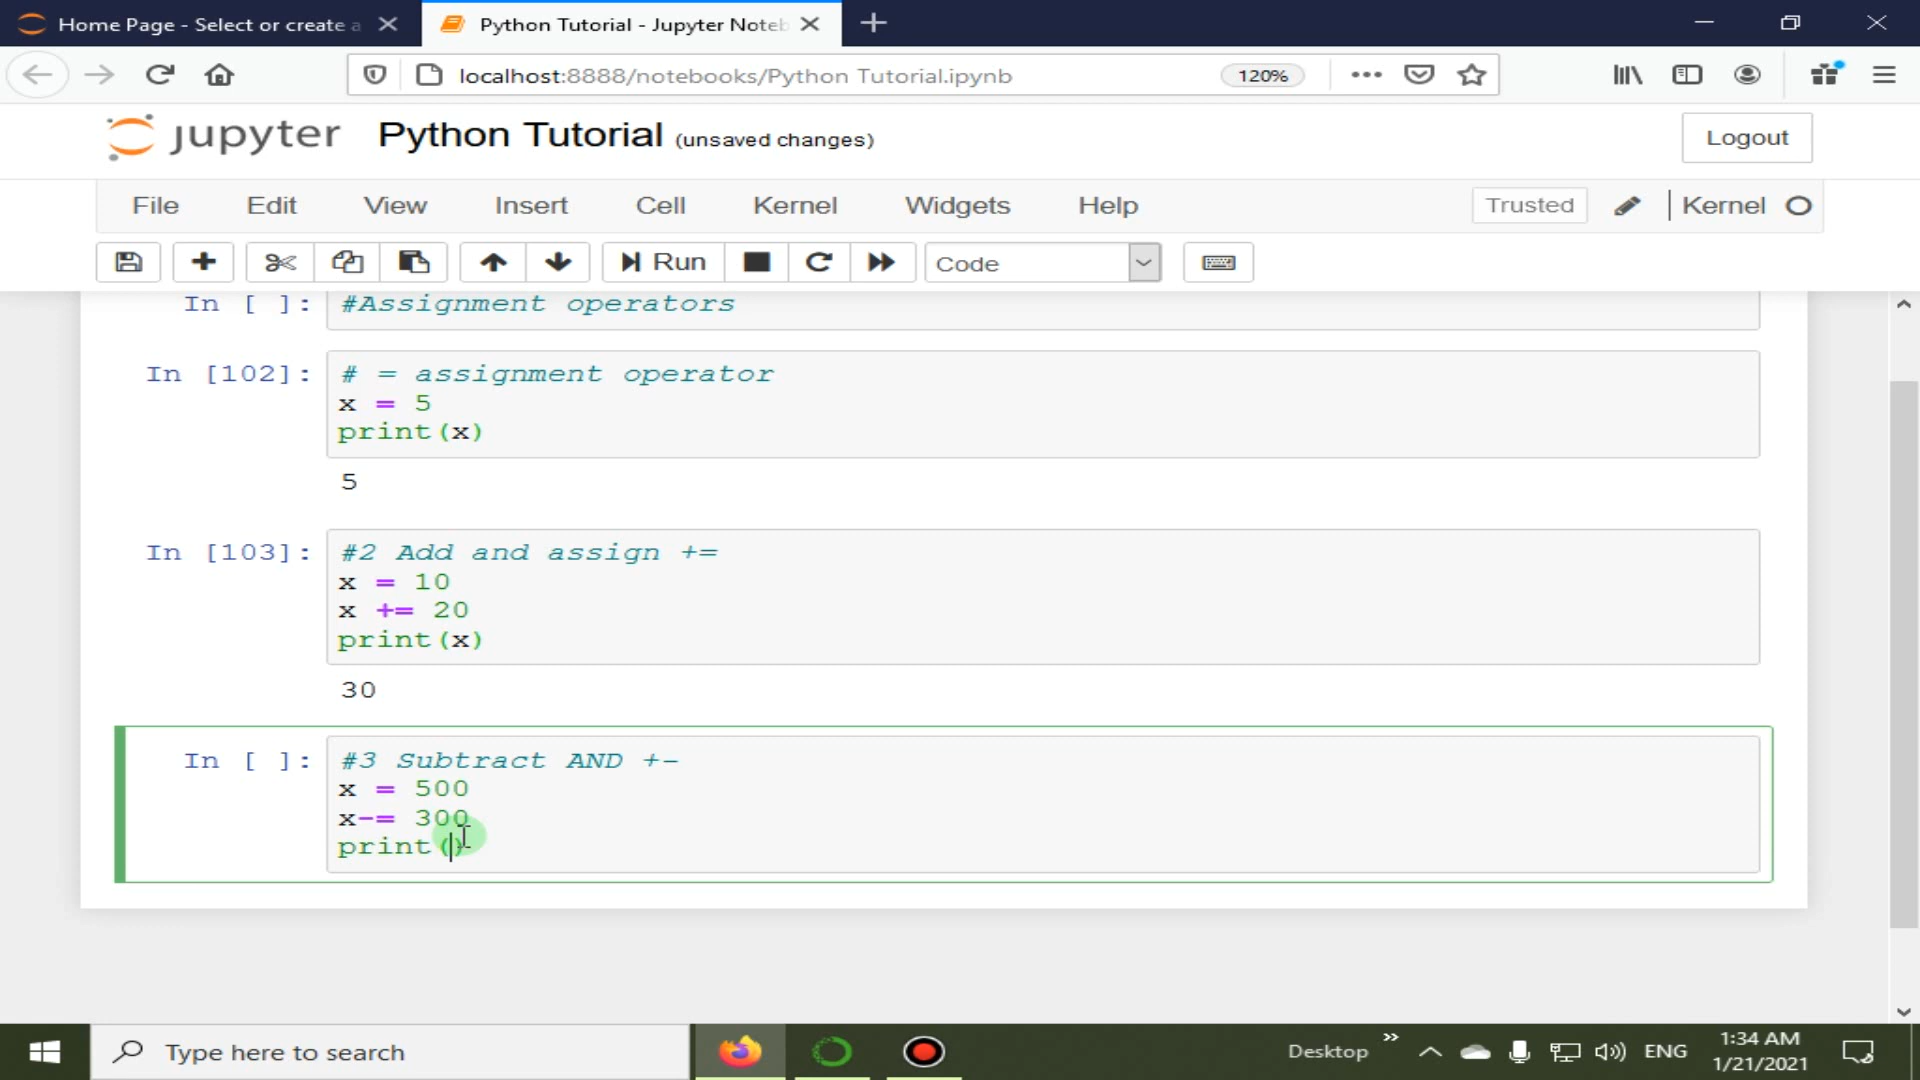 Home Page - Select or create a
Python Tutorial - Jupyter Noteb
localhost:8888/notebooks/Python Tutorial.ipynb
120%
jupyter Python Tutorial (unsaved changes)
Logout
File Edit View Insert Cell Kernel Widgets Help Trusted Kernel
Run Code
In [ ]: #Assignment operators
In [102]: # = assignment operator
x = 5
print(x)
5
In [103]: #2 Add and assign +=
x = 10
x += 20
print(x)
30
In [ ]: #3 Subtract AND +-
x = 500
x-= 300
print()
Type here to search
Desktop
ENG
1:34 AM
1/21/2021